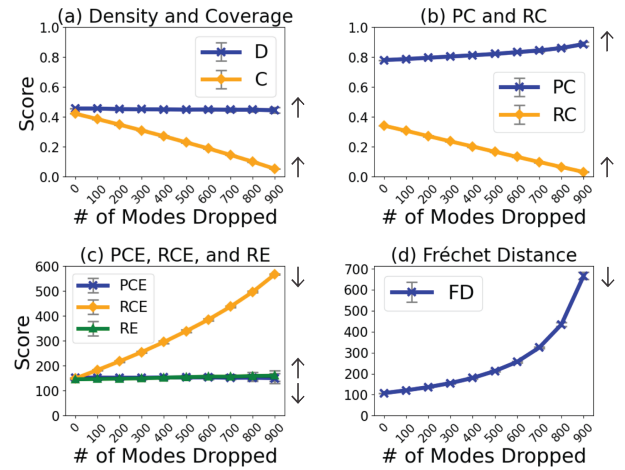 (a) Density and Coverage
1.0
0.8
0.6
0.4
0.2
0.0
Score
D
C
0 100 200 300 400 500 600 700 800 900
# of Modes Dropped
(b) PC and RC
1.0
0.8
0.6
0.4
0.2
0.0
PC
RC
0 100 200 300 400 500 600 700 800 900
# of Modes Dropped
(c) PCE, RCE, and RE
600
500
400
300
200
100
0
Score
PCE
RCE
RE
0 100 200 300 400 500 600 700 800 900
# of Modes Dropped
(d) Fréchet Distance
700
600
500
400
300
200
100
0
FD
0 100 200 300 400 500 600 700 800 900
# of Modes Dropped